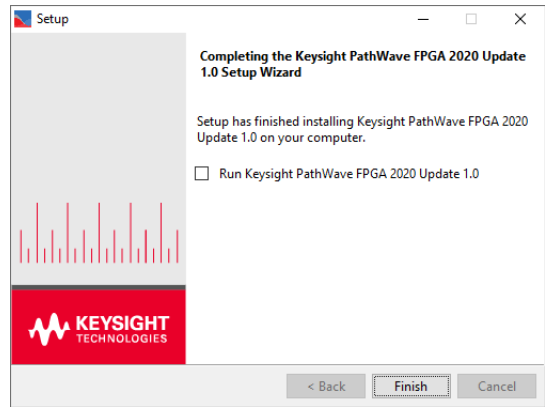 Setup
Completing the Keysight PathWave FPGA 2020 Update
1.0 Setup Wizard
Setup has finished installing Keysight PathWave FPGA 2020
Update 1.0 on your computer.
Run Keysight PathWave FPGA 2020 Update 1.0
KEYSIGHT
TECHNOLOGIES
< Back
Finish
Cancel